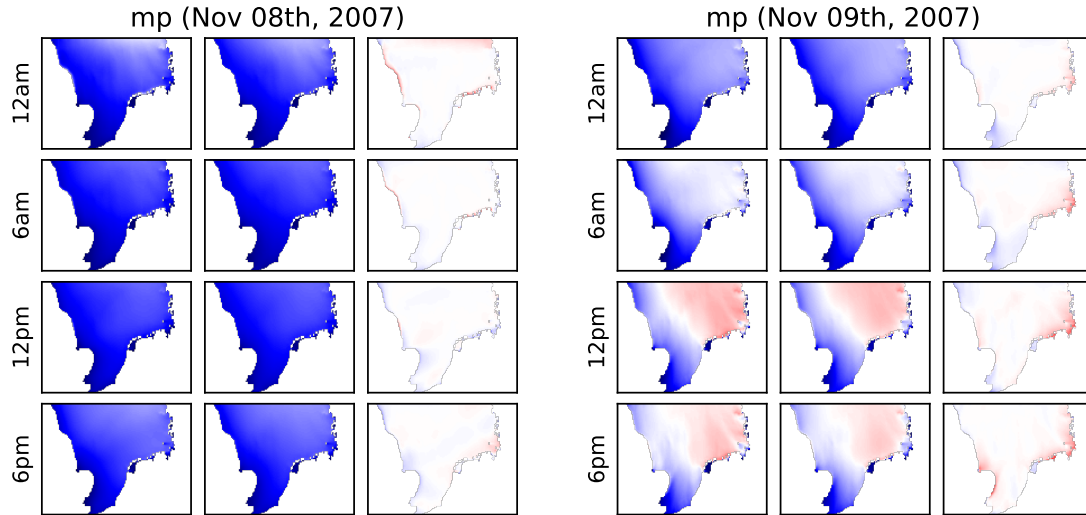 mp (Nov 08th, 2007)
12am
6am
12pm
6pm
mp (Nov 09th, 2007)
12am
6am
12pm
6pm